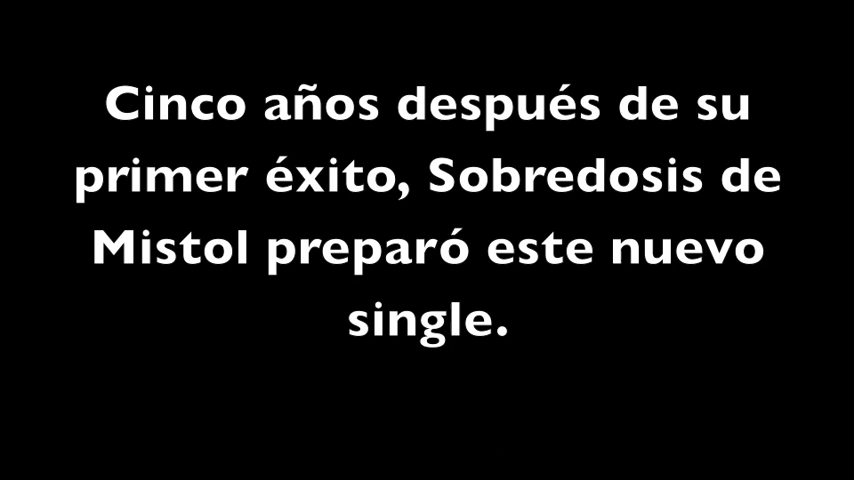 Cinco años después de su
primer éxito, Sobredosis de
Mistol preparó este nuevo
single.